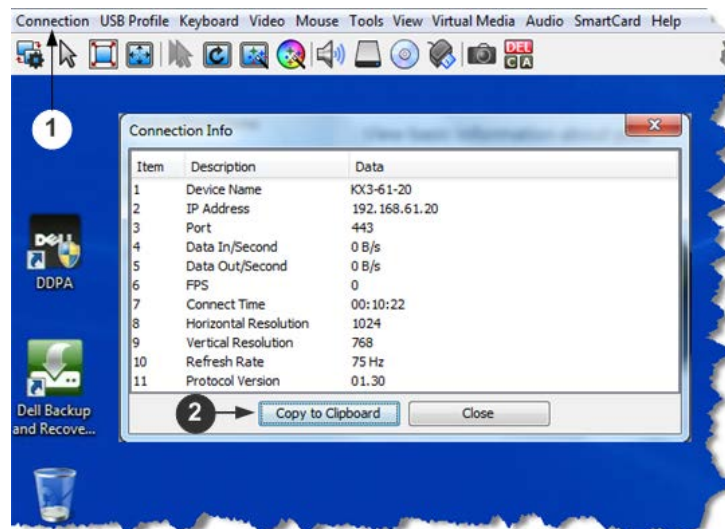 Connection USB Profile Keyboard Video Mouse Tools View Virtual Media Audio SmartCard Help
DEL
C A
1
Connection Info
Item Description Data
1 Device Name KX3-61-20
2 IP Address 192.168.61.20
3 Port 443
4 Data In/Second 0 B/s
5 Data Out/Second 0 B/s
6 FPS 0
7 Connect Time 00:10:22
8 Horizontal Resolution 1024
9 Vertical Resolution 768
10 Refresh Rate 75 Hz
11 Protocol Version 01.30
2 Copy to Clipboard Close
DELL
DDPA
Dell Backup
and Recove...